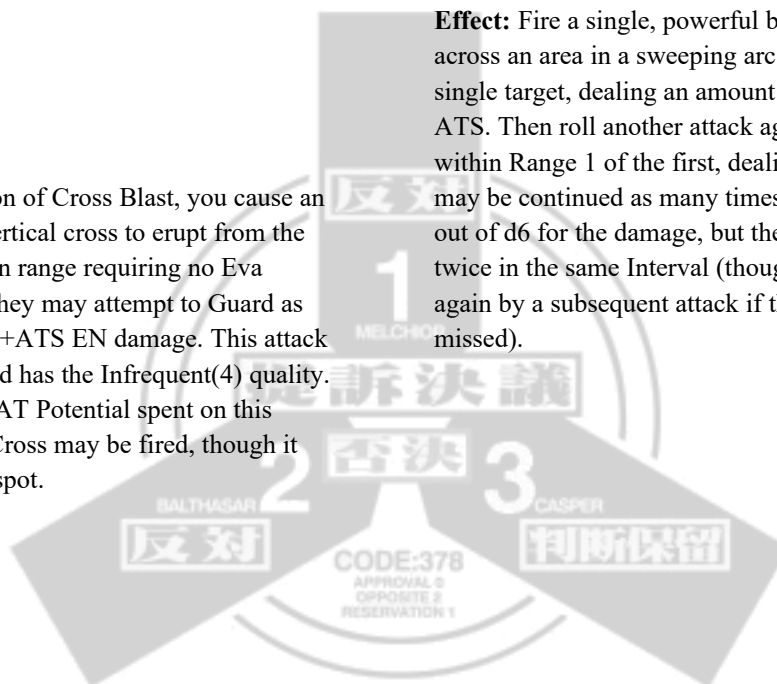 on of Cross Blast, you cause an
ertical cross to erupt from the
n range requiring no Eva
hey may attempt to Guard as
+ATS EN damage. This attack
d has the Infrequent(4) quality.
AT Potential spent on this
Cross may be fired, though it
spot.
Effect: Fire a single, powerful b
across an area in a sweeping arc
single target, dealing an amount
ATS. Then roll another attack ag
within Range 1 of the first, deali
may be continued as many times
out of d6 for the damage, but the
twice in the same Interval (thoug
again by a subsequent attack if th
missed).
反対
1
MELCHIOR
提訴決議
否決
2
BALTHASAR
反対
3
CASPER
判断保留
CODE:378
APPROVAL 0
OPPOSITE 2
RESERVATION 1